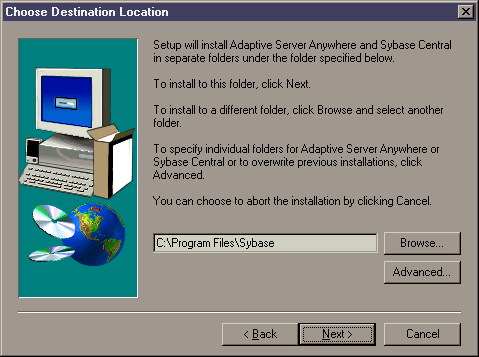 Choose Destination Location
Setup will install Adaptive Server Anywhere and Sybase Central
in separate folders under the folder specified below.
To install to this folder, click Next.
To install to a different folder, click Browse and select another
folder.
To specify individual folders for Adaptive Server Anywhere or
Sybase Central or to overwrite previous installations, click
Advanced.
You can choose to abort the installation by clicking Cancel.
C:\Program Files\Sybase
Browse...
Advanced...
< Back
Next >
Cancel